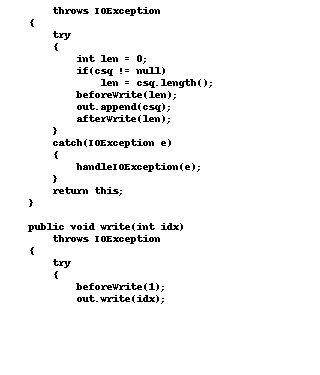 throws IOException
{
try
{
int len = 0;
if(csq != null)
len = csq.length();
beforeWrite(len);
out.append(csq);
afterWrite(len);
}
catch(IOException e)
{
handleIOException(e);
}
return this;
}
public void write(int idx)
throws IOException
{
try
{
beforeWrite(1);
out.write(idx);